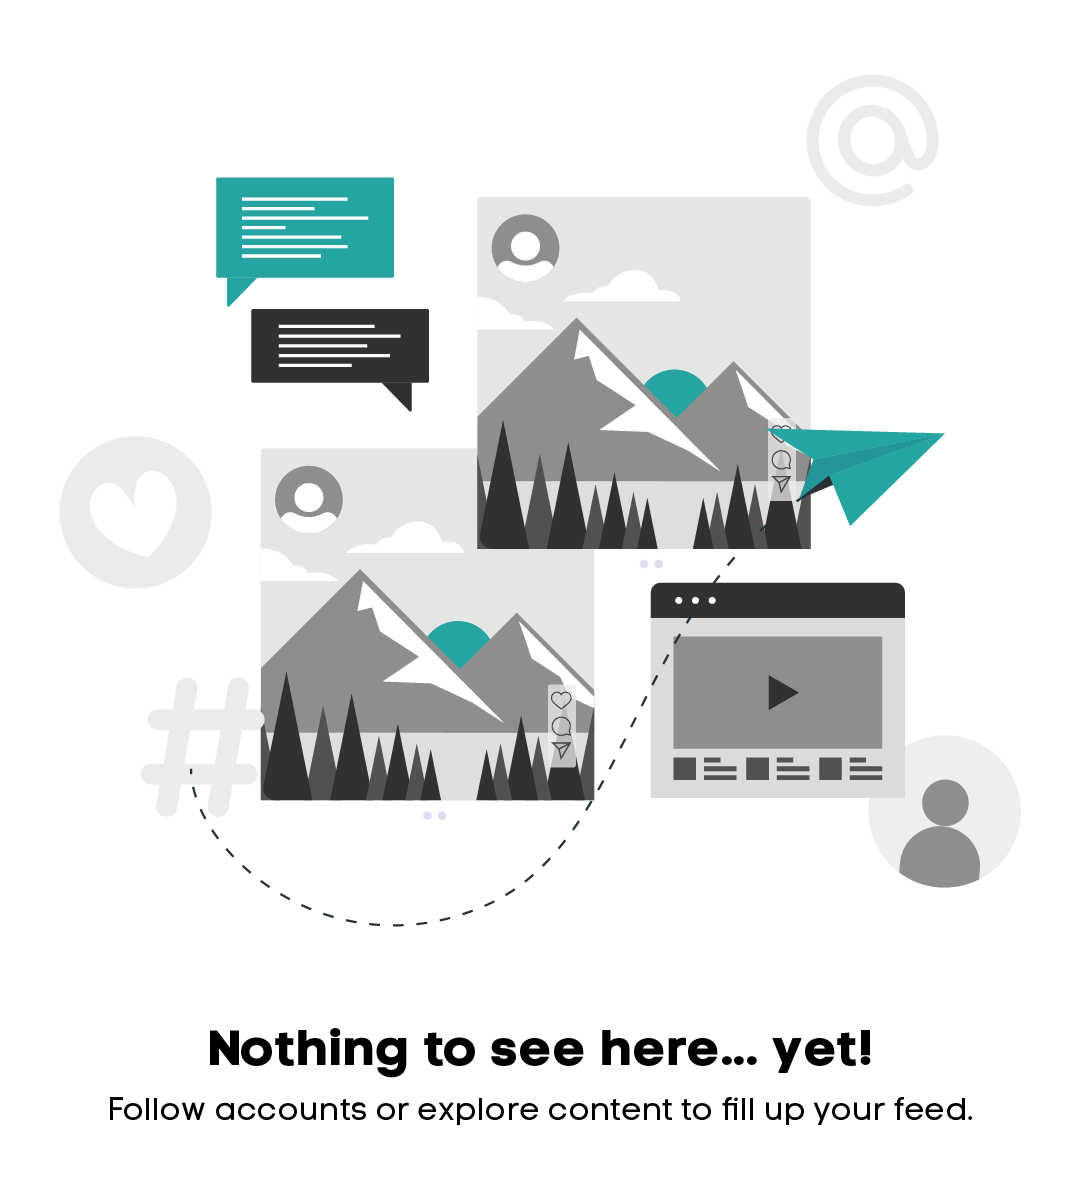 Nothing to see here... yet!
Follow accounts or explore content to fill up your feed.